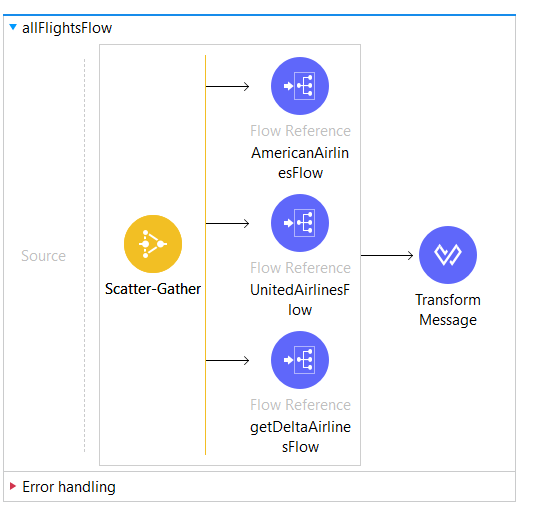 allFlightsFlow
Flow Reference
AmericanAirlin
esFlow
Source
Scatter-Gather
Flow Reference
UnitedAirlinesF
low
Transform
Message
Flow Reference
getDeltaAirline
sFlow
Error handling